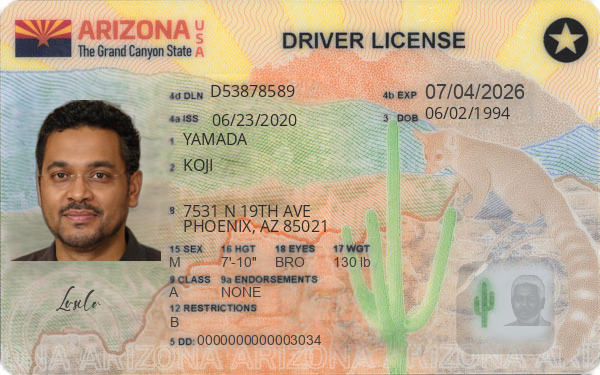 ARIZONA USA
The Grand Canyon State
DRIVER LICENSE
4d DLN D53878589
4b EXP 07/04/2026
4a ISS 06/23/2020
3 DOB 06/02/1994
1 YAMADA
2 KOJI
8 7531 N 19TH AVE
PHOENIX, AZ 85021
15 SEX 16 HGT 18 EYES 17 WGT
M 7'-10" BRO 130 lb
9 CLASS 9a ENDORSEMENTS
A NONE
12 RESTRICTIONS
B
5 DD: 0000000000003034
ARIZONA ARIZONA ARIZONA ARIZONA